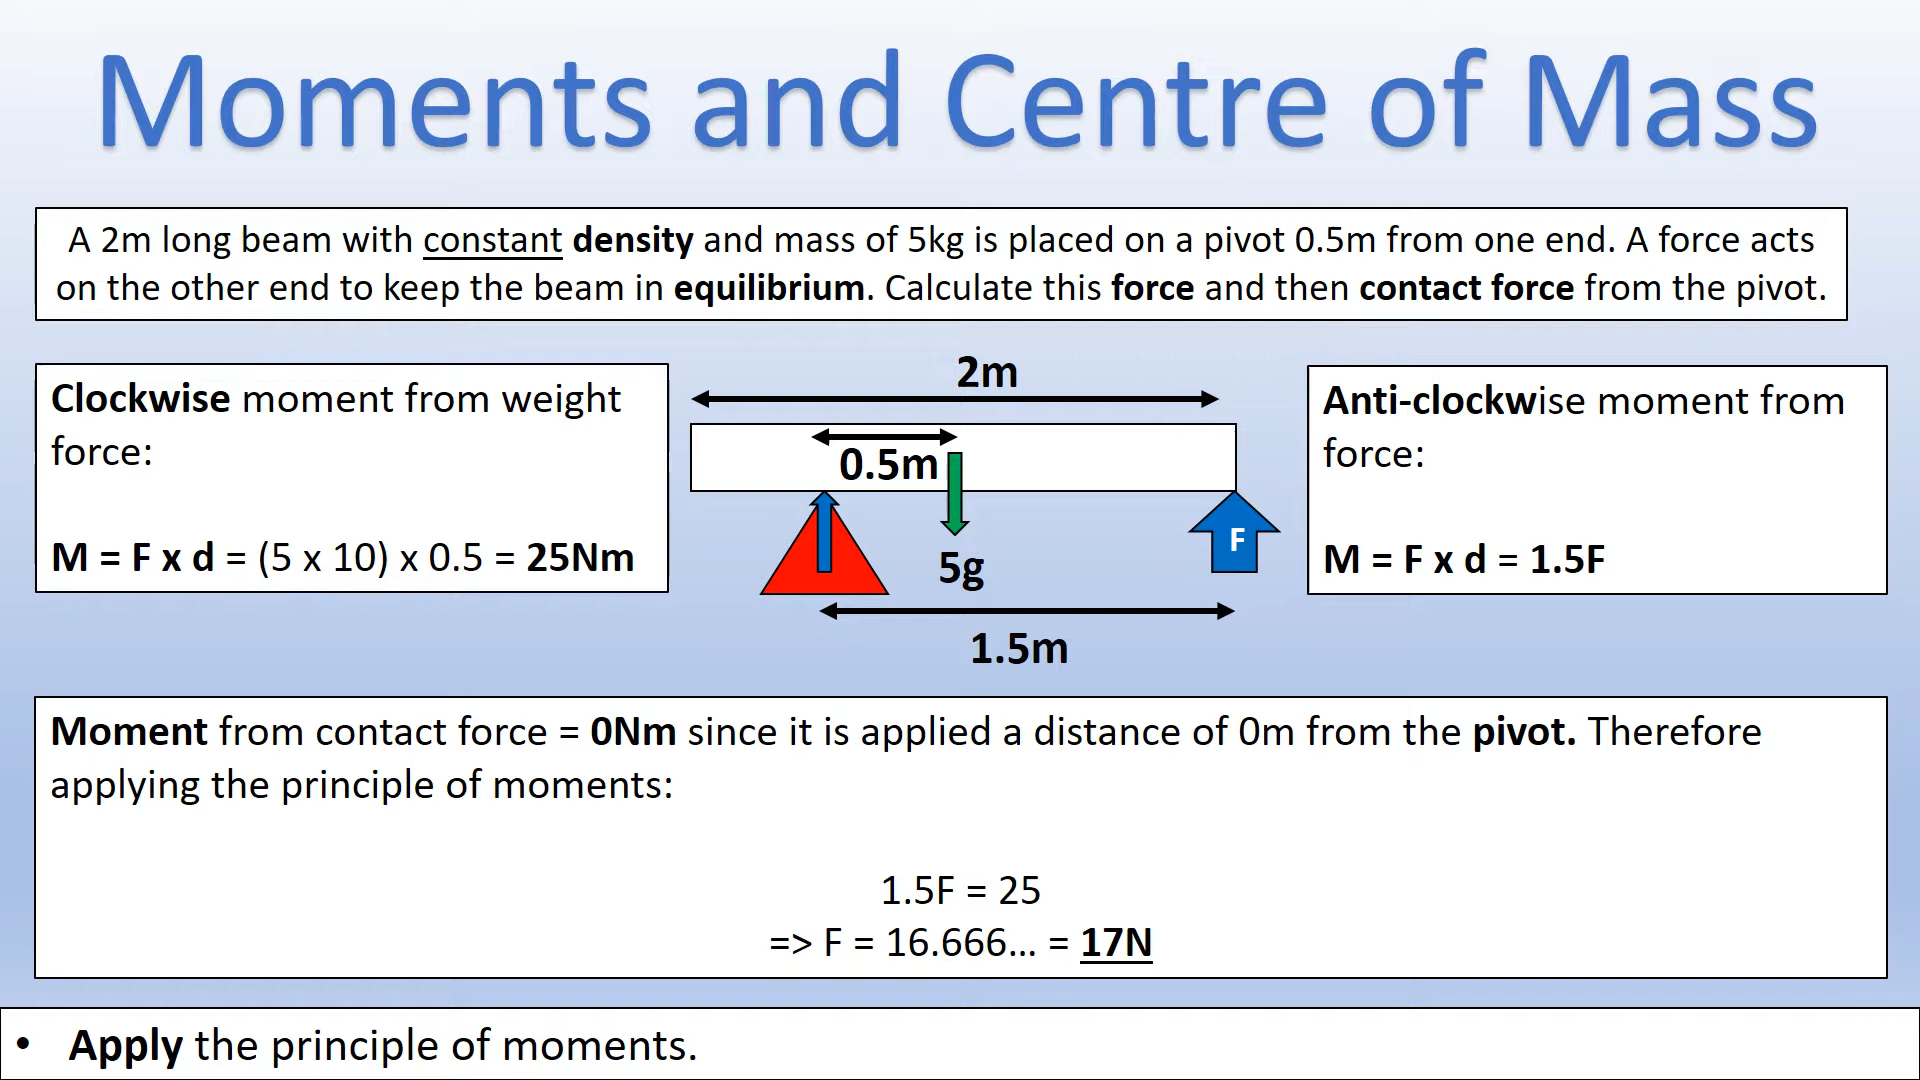 Moments and Centre of Mass
A 2m long beam with constant density and mass of 5kg is placed on a pivot 0.5m from one end. A force acts
on the other end to keep the beam in equilibrium. Calculate this force and then contact force from the pivot.
Clockwise moment from weight
force:
M = F x d = (5 x 10) x 0.5 = 25Nm
2m
0.5m
F
5g
1.5m
Anti-clockwise moment from
force:
M = F x d = 1.5F
Moment from contact force = 0Nm since it is applied a distance of 0m from the pivot. Therefore
applying the principle of moments:
1.5F = 25
=> F = 16.666... = 17N
• Apply the principle of moments.